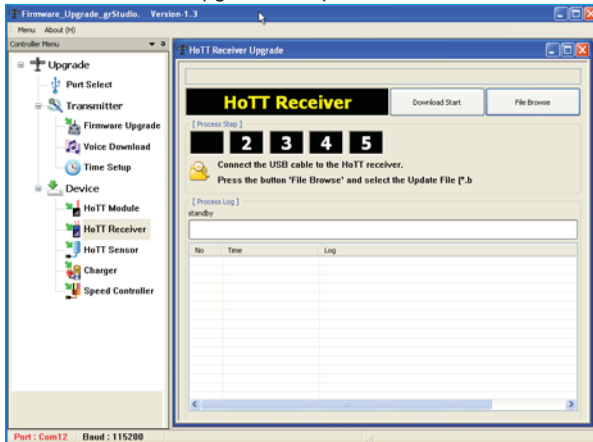 Firmware_Upgrade_grStudio. Version-1.3
Menu About (H)
Controller Menu
Upgrade
Port Select
Transmitter
Firmware Upgrade
Voice Download
Time Setup
Device
HoTT Module
HoTT Receiver
HoTT Sensor
Charger
Speed Controller
HoTT Receiver Upgrade
HoTT Receiver
Download Start
File Browse
[ Process Step ]
2 3 4 5
Connect the USB cable to the HoTT receiver.
Press the button 'File Browse' and select the Update File (*.b
[ Process Log ]
standby
No Time Log
Port : Com12 Baud : 115200